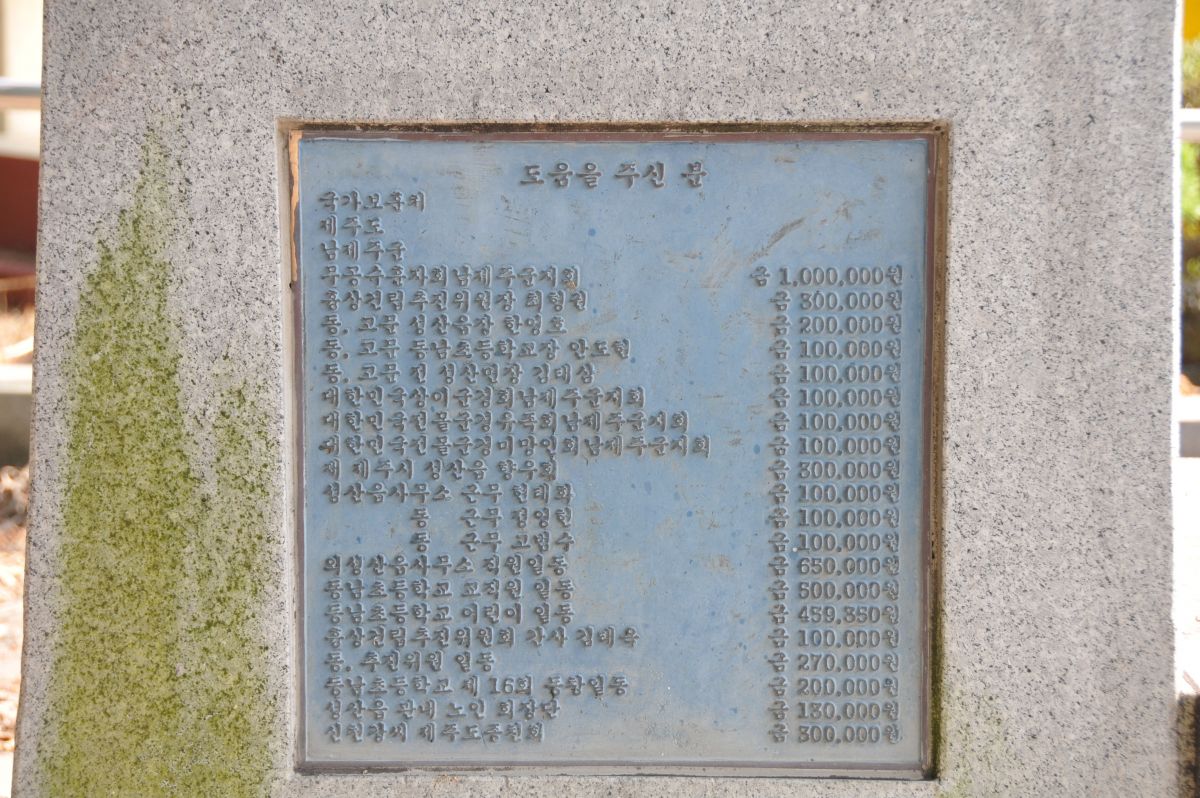 도움을 주신 분
국가보훈처
제주도
남제주군
무공수훈자회남제주군지회 금 1,000,000원
흉상건립추진위원장 금 300,000원
동. 고문 성산읍장 한영호 금 200,000원
동. 고문 동남초등학교장 금 100,000원
동. 고문 전 성산면장 김대삼 금 100,000원
대한민국상이군경회남제주군지회 금 100,000원
대한민국전몰군경유족회남제주군지회 금 100,000원
대한민국전몰군경미망인회남제주군지회 금 100,000원
재 제주시 성산읍 향우회 금 300,000원
성산읍사무소 근무 현태화 금 100,000원
동 근무 금 100,000원
동 근무 고범수 금 100,000원
외성산읍사무소 직원일동 금 650,000원
동남초등학교 교직원 일동 금 500,000원
동남초등학교 어린이 일동 금 459,350원
흉상건립추진위원회 간사 금 100,000원
동. 추진위원 일동 금 270,000원
동남초등학교 제 16회 동창일동 금 200,000원
성산읍 관내 노인 회장단 금 130,000원
신천강씨 제주도종친회 금 300,000원